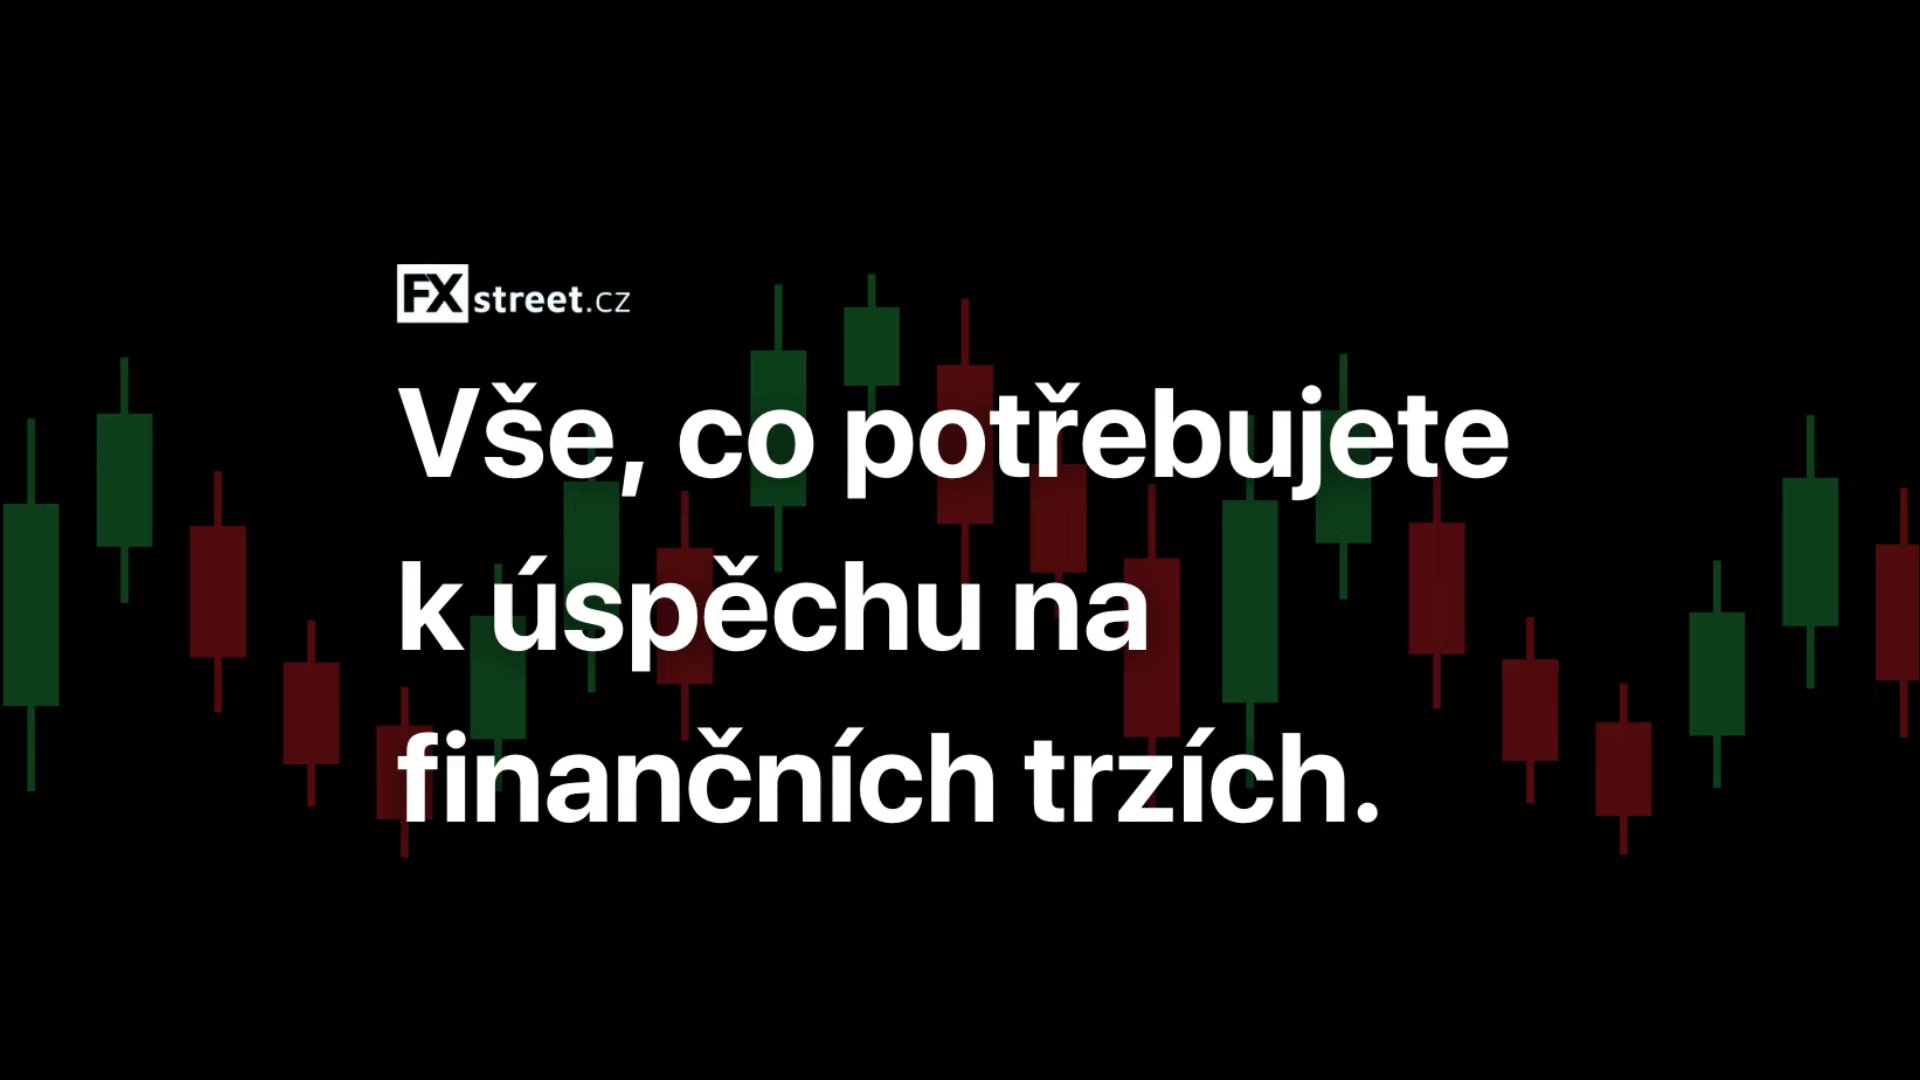 FXstreet.cz
Vše, co potřebujete
k úspěchu na
finančních trzích.